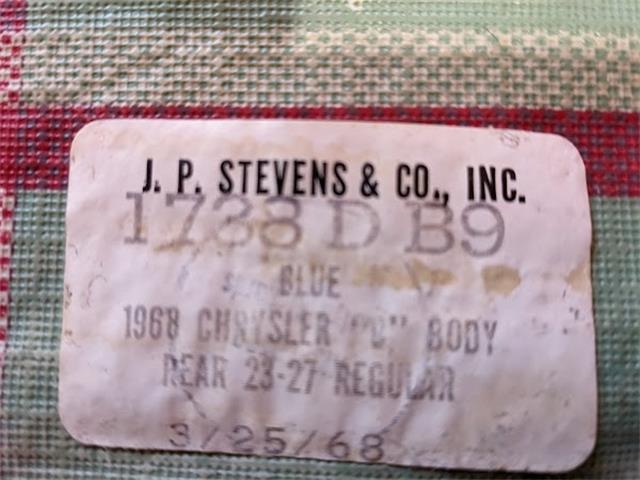 J. P. STEVENS & CO., INC.
1738 D B9
BLUE
1968 CHRYSLER "C" BODY
REAR 23-27 REGULAR
3/25/68